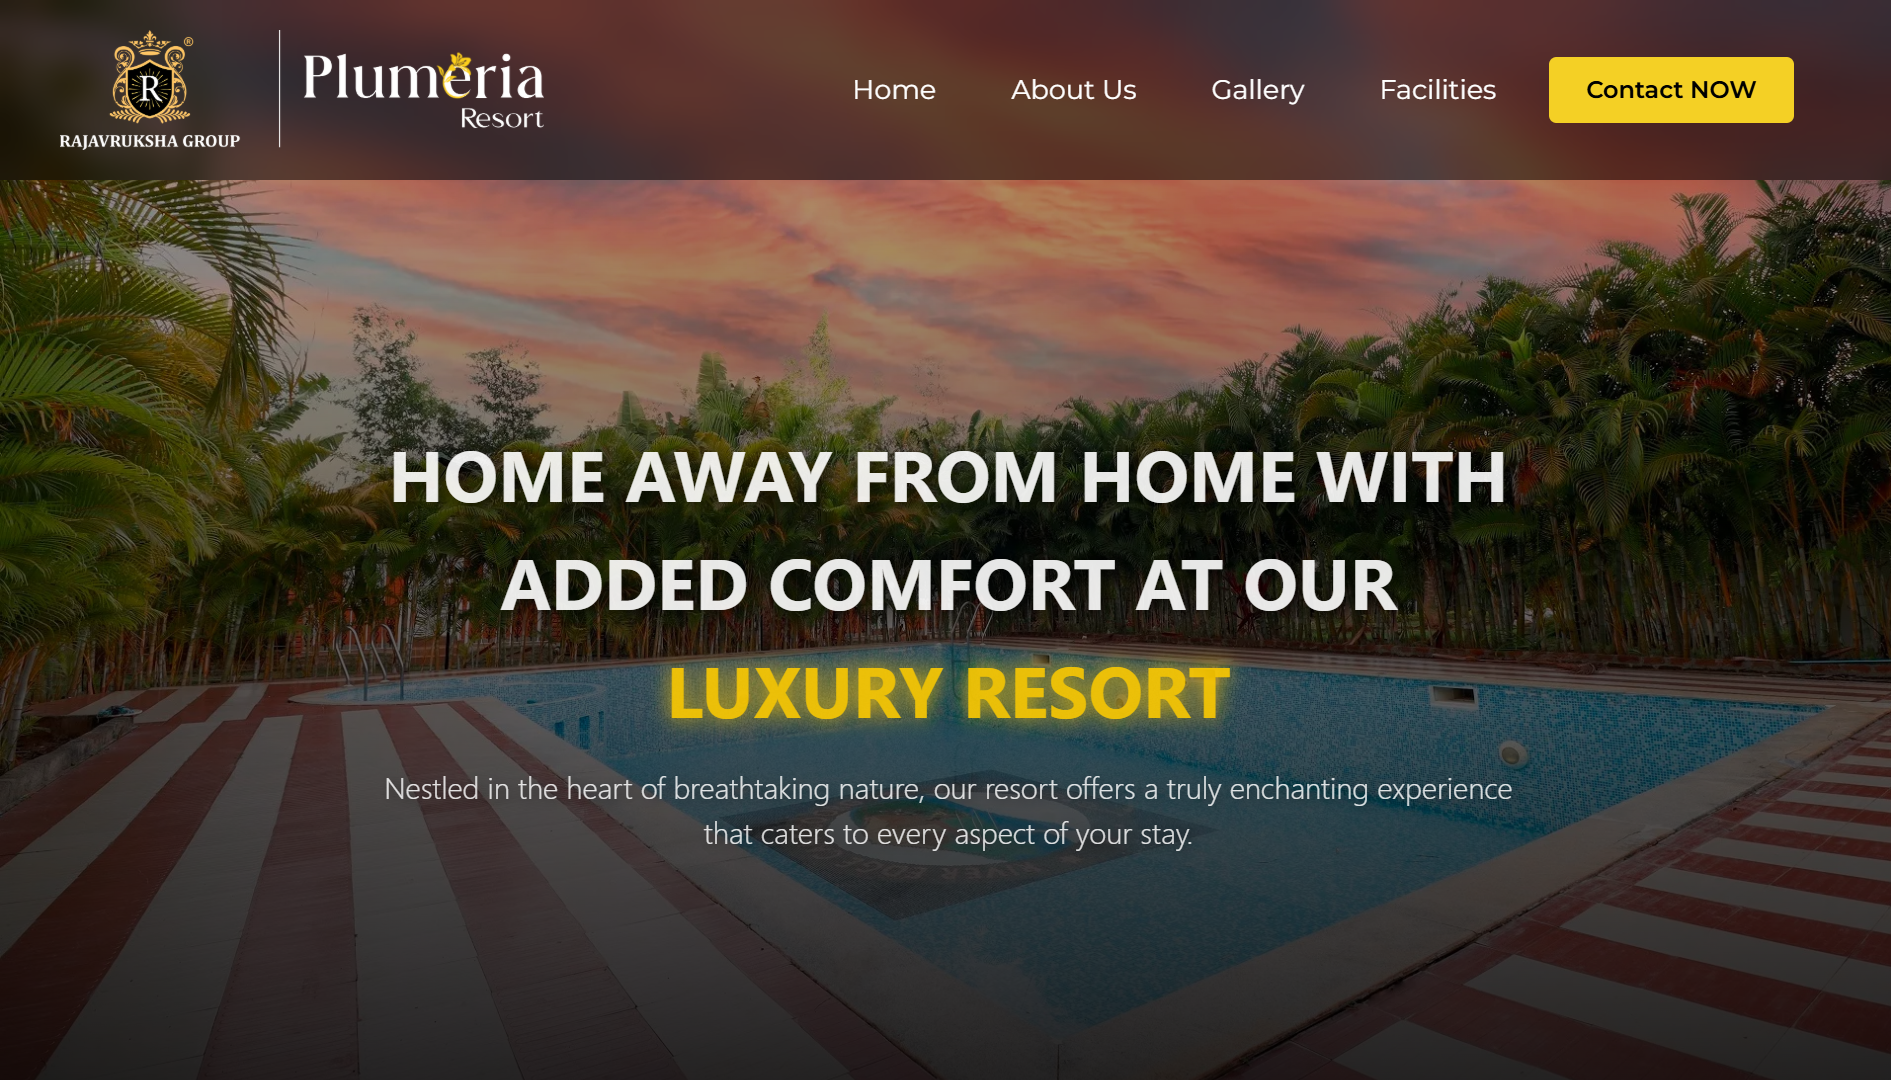 R
®
RAJAVRUKSHA GROUP
Plumeria
Resort
Home
About Us
Gallery
Facilities
Contact NOW
HOME AWAY FROM HOME WITH
ADDED COMFORT AT OUR
LUXURY RESORT
Nestled in the heart of breathtaking nature, our resort offers a truly enchanting experience
that caters to every aspect of your stay.